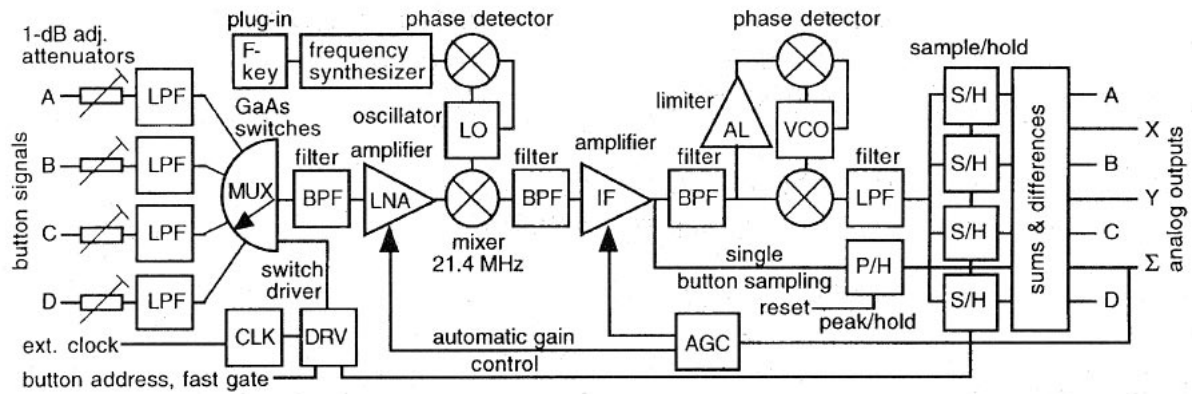 1-dB adj.
attenuators
plug-in
F-
key
frequency
synthesizer
phase detector
phase detector
sample/hold
A
LPF
GaAs
switches
oscillator
LO
limiter
AL
VCO
S/H
A
X
button signals
B
LPF
MUX
filter
BPF
amplifier
LNA
filter
BPF
amplifier
IF
filter
BPF
filter
LPF
S/H
B
Y
sums & differences
analog outputs
C
LPF
mixer
21.4 MHz
single
button sampling
P/H
S/H
C
Σ
D
LPF
switch
driver
reset
peak/hold
S/H
D
ext. clock
CLK
DRV
automatic gain
control
AGC
button address, fast gate